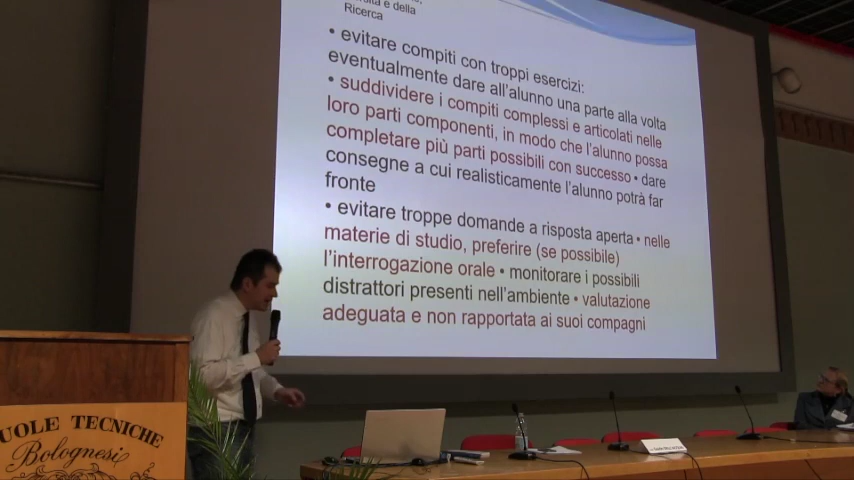 rsità e della
Ricerca
• evitare compiti con troppi esercizi:
eventualmente dare all'alunno una parte alla volta
• suddividere i compiti complessi e articolati nelle
loro parti componenti, in modo che l'alunno possa
completare più parti possibili con successo • dare
consegne a cui realisticamente l'alunno potrà far
fronte
• evitare troppe domande a risposta aperta • nelle
materie di studio, preferire (se possibile)
l'interrogazione orale • monitorare i possibili
distrattori presenti nell'ambiente • valutazione
adeguata e non rapportata ai suoi compagni
UOLE TECNICHE
Bolognesi